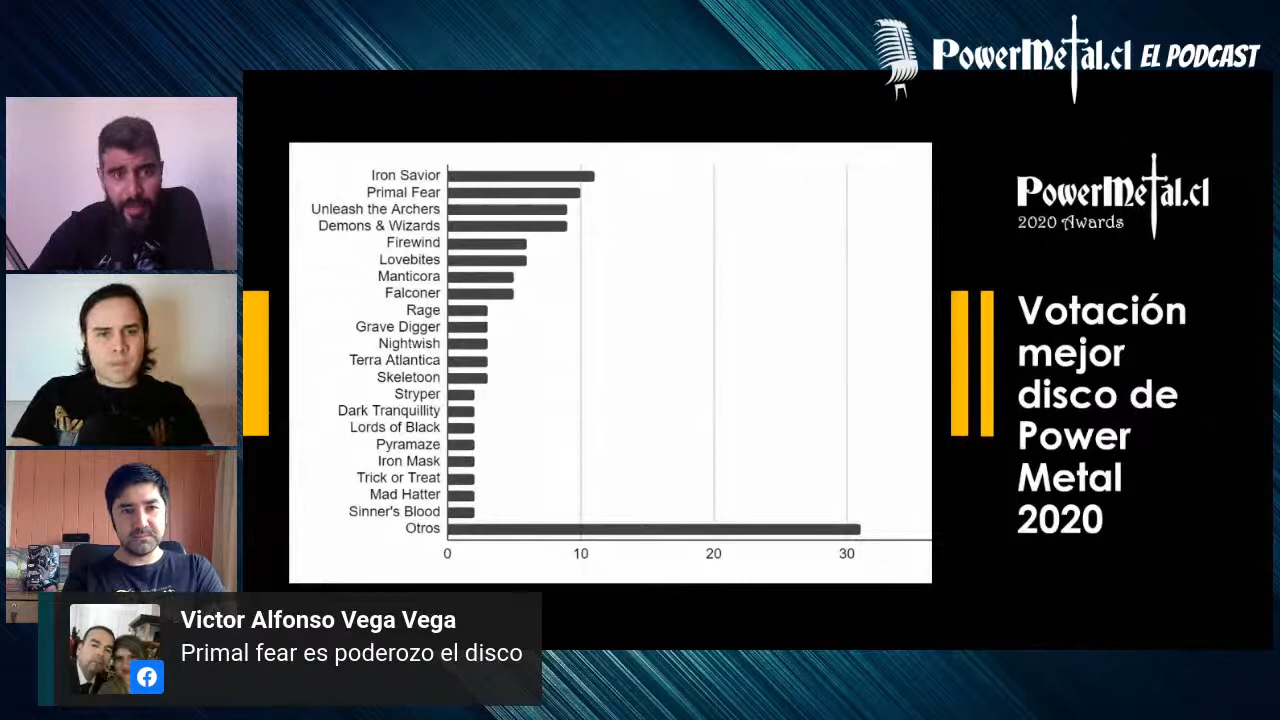 PowerMetal.cl EL PODCAST
PowerMetal.cl
2020 Awards
Votación
mejor
disco de
Power
Metal
2020
Iron Savior
Primal Fear
Unleash the Archers
Demons & Wizards
Firewind
Lovebites
Manticora
Falconer
Rage
Grave Digger
Nightwish
Terra Atlantica
Skeletoon
Stryper
Dark Tranquillity
Lords of Black
Pyramaze
Iron Mask
Trick or Treat
Mad Hatter
Sinner's Blood
Otros
0 10 20 30
Victor Alfonso Vega Vega
Primal fear es poderozo el disco